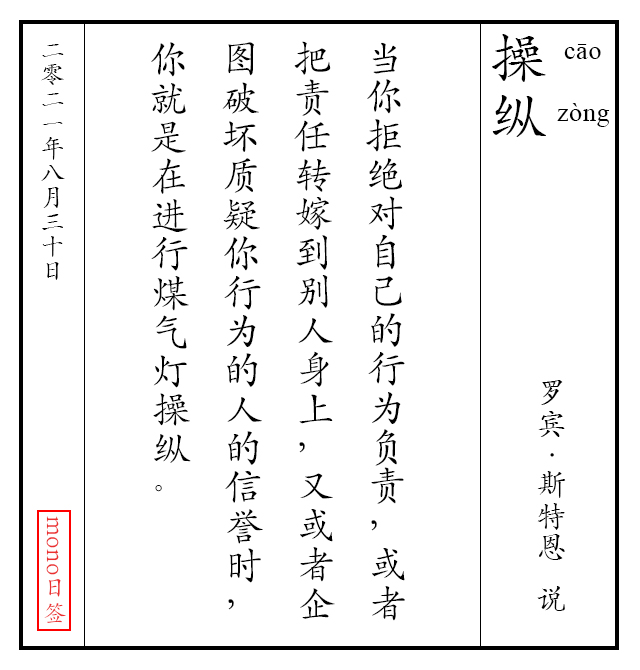 操纵
cāo
zòng
罗宾·斯特恩 说
当你拒绝对自己的行为负责，或者
把责任转嫁到别人身上，又或者企
图破坏质疑你行为的人的信誉时，
你就是在进行煤气灯操纵。
二零二一年八月三十日
mono日签